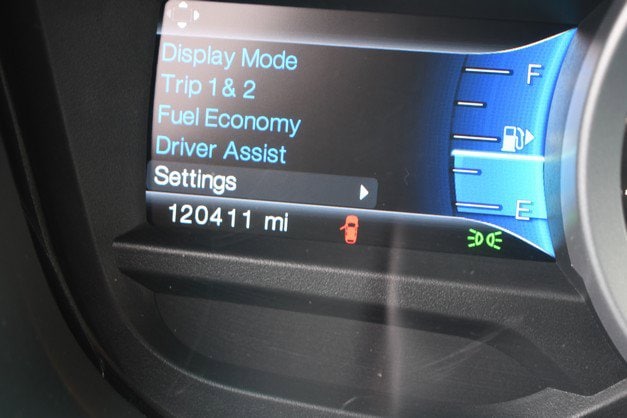 Display Mode
Trip 1 & 2
Fuel Economy
Driver Assist
Settings
120411 mi
F
E